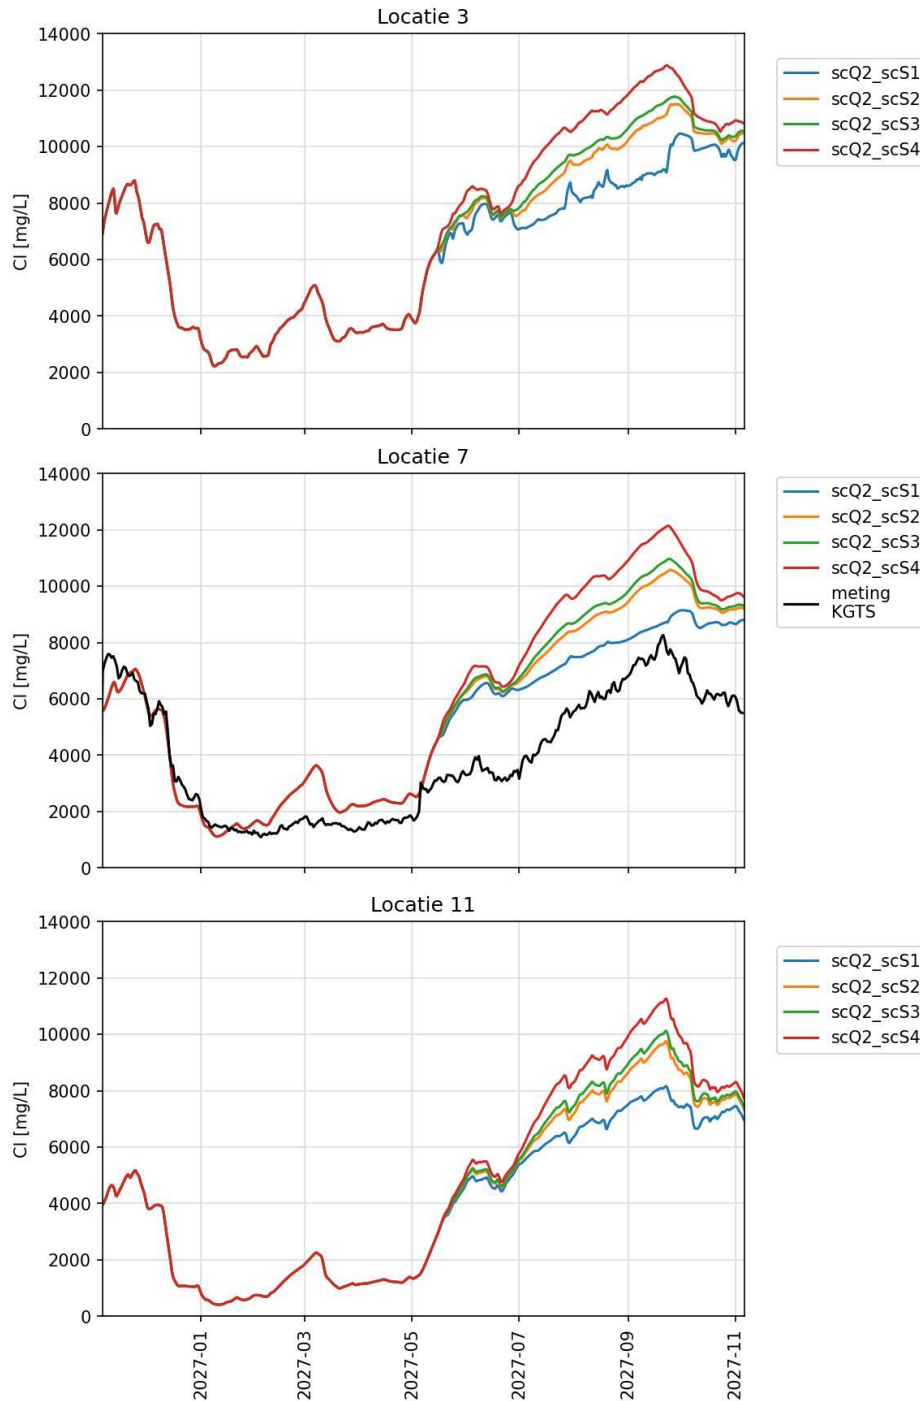 Locatie 3
14000
12000
10000
8000
6000
4000
2000
0
Cl [mg/L]
scQ2_scS1
scQ2_scS2
scQ2_scS3
scQ2_scS4
Locatie 7
14000
12000
10000
8000
6000
4000
2000
0
Cl [mg/L]
scQ2_scS1
scQ2_scS2
scQ2_scS3
scQ2_scS4
meting
KGTS
Locatie 11
14000
12000
10000
8000
6000
4000
2000
0
Cl [mg/L]
scQ2_scS1
scQ2_scS2
scQ2_scS3
scQ2_scS4
2027-01
2027-03
2027-05
2027-07
2027-09
2027-11